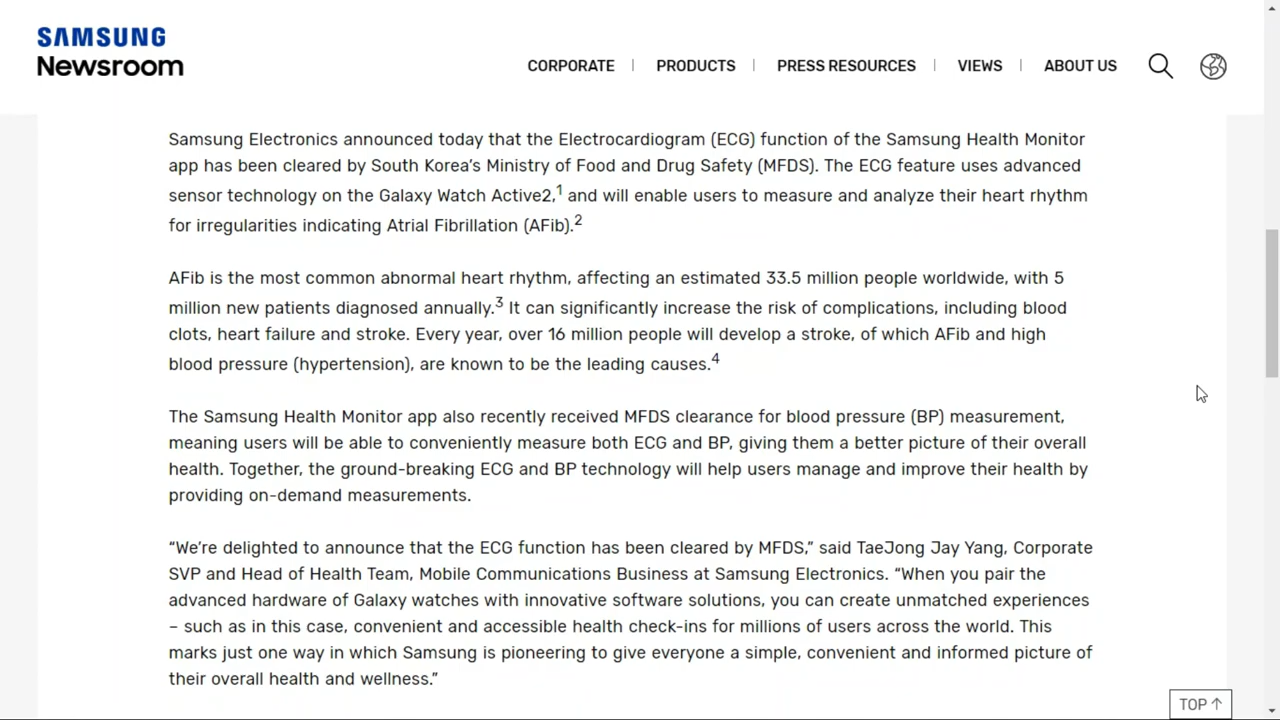 SAMSUNG
Newsroom
CORPORATE | PRODUCTS | PRESS RESOURCES | VIEWS | ABOUT US
Samsung Electronics announced today that the Electrocardiogram (ECG) function of the Samsung Health Monitor
app has been cleared by South Korea’s Ministry of Food and Drug Safety (MFDS). The ECG feature uses advanced
sensor technology on the Galaxy Watch Active2,1 and will enable users to measure and analyze their heart rhythm
for irregularities indicating Atrial Fibrillation (AFib).2
AFib is the most common abnormal heart rhythm, affecting an estimated 33.5 million people worldwide, with 5
million new patients diagnosed annually.3 It can significantly increase the risk of complications, including blood
clots, heart failure and stroke. Every year, over 16 million people will develop a stroke, of which AFib and high
blood pressure (hypertension), are known to be the leading causes.4
The Samsung Health Monitor app also recently received MFDS clearance for blood pressure (BP) measurement,
meaning users will be able to conveniently measure both ECG and BP, giving them a better picture of their overall
health. Together, the ground-breaking ECG and BP technology will help users manage and improve their health by
providing on-demand measurements.
“We’re delighted to announce that the ECG function has been cleared by MFDS,” said TaeJong Jay Yang, Corporate
SVP and Head of Health Team, Mobile Communications Business at Samsung Electronics. “When you pair the
advanced hardware of Galaxy watches with innovative software solutions, you can create unmatched experiences
– such as in this case, convenient and accessible health check-ins for millions of users across the world. This
marks just one way in which Samsung is pioneering to give everyone a simple, convenient and informed picture of
their overall health and wellness.”
TOP ↑